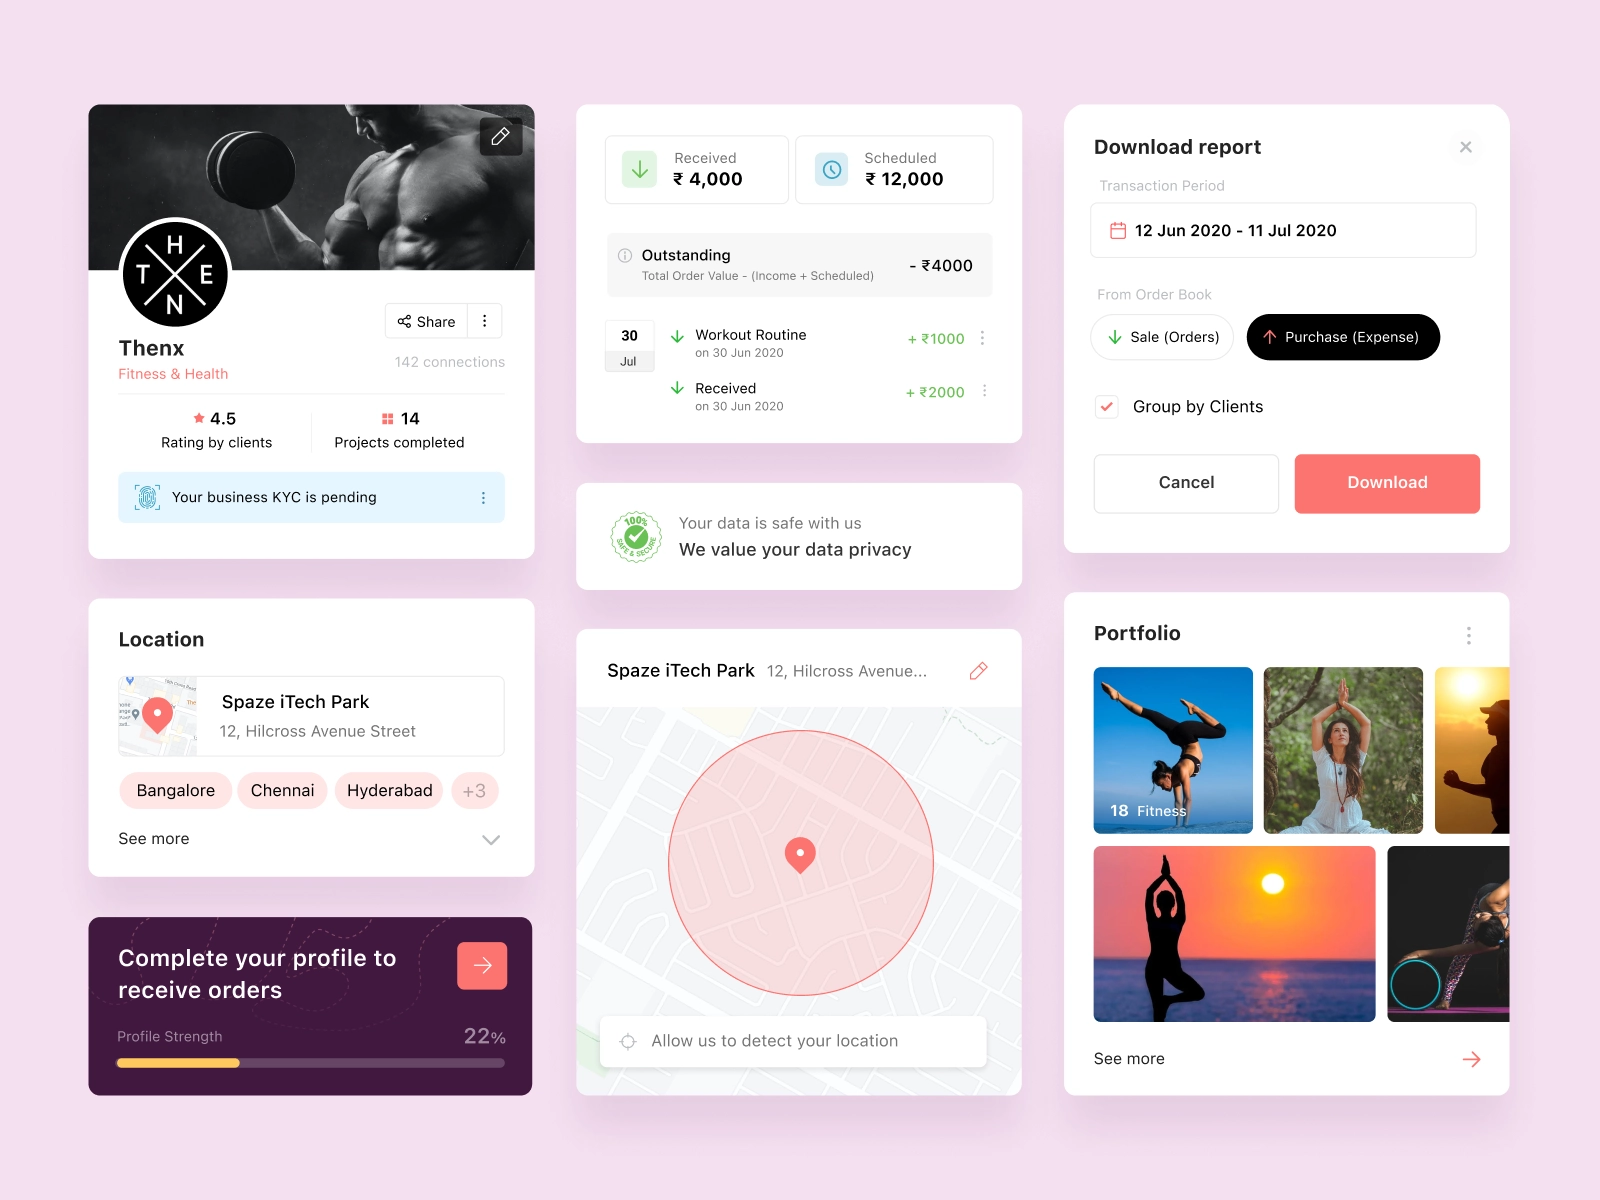 H
T E
N
Share
Thenx
Fitness & Health
142 connections
4.5
Rating by clients
14
Projects completed
Your business KYC is pending
Location
Spaze iTech Park
12, Hilcross Avenue Street
Bangalore
Chennai
Hyderabad
+3
See more
Complete your profile to
receive orders
Profile Strength
22%
Received
₹ 4,000
Scheduled
₹ 12,000
Outstanding
Total Order Value - (Income + Scheduled)
- ₹4000
30
Jul
Workout Routine
on 30 Jun 2020
+ ₹1000
Received
on 30 Jun 2020
+ ₹2000
100%
SAFE & SECURE
Your data is safe with us
We value your data privacy
Spaze iTech Park
12, Hilcross Avenue...
Allow us to detect your location
Download report
Transaction Period
12 Jun 2020 - 11 Jul 2020
From Order Book
Sale (Orders)
Purchase (Expense)
Group by Clients
Cancel
Download
Portfolio
18 Fitness
See more